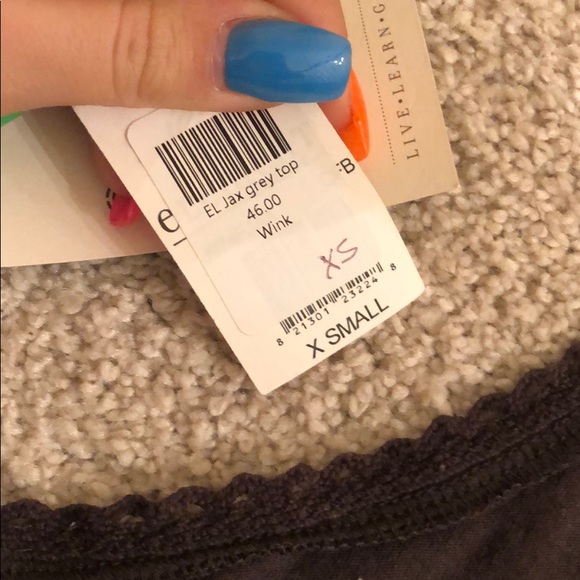 LIVE•LEARN•G
EL Jax grey top
46.00
Wink
XS
8 21301 23224 8
X SMALL